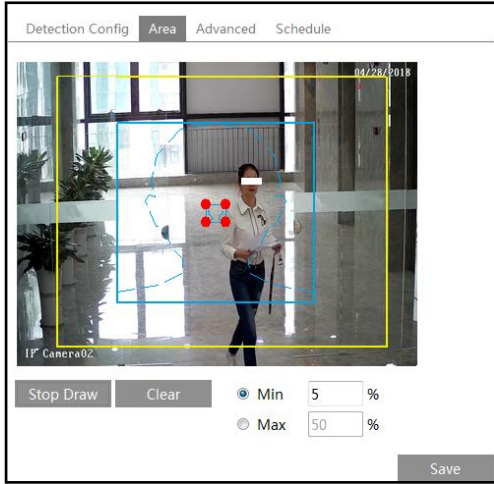 Detection Config Area Advanced Schedule
04/28/2018
IP Camera02
Stop Draw Clear Min 5 %
Max 50 %
Save